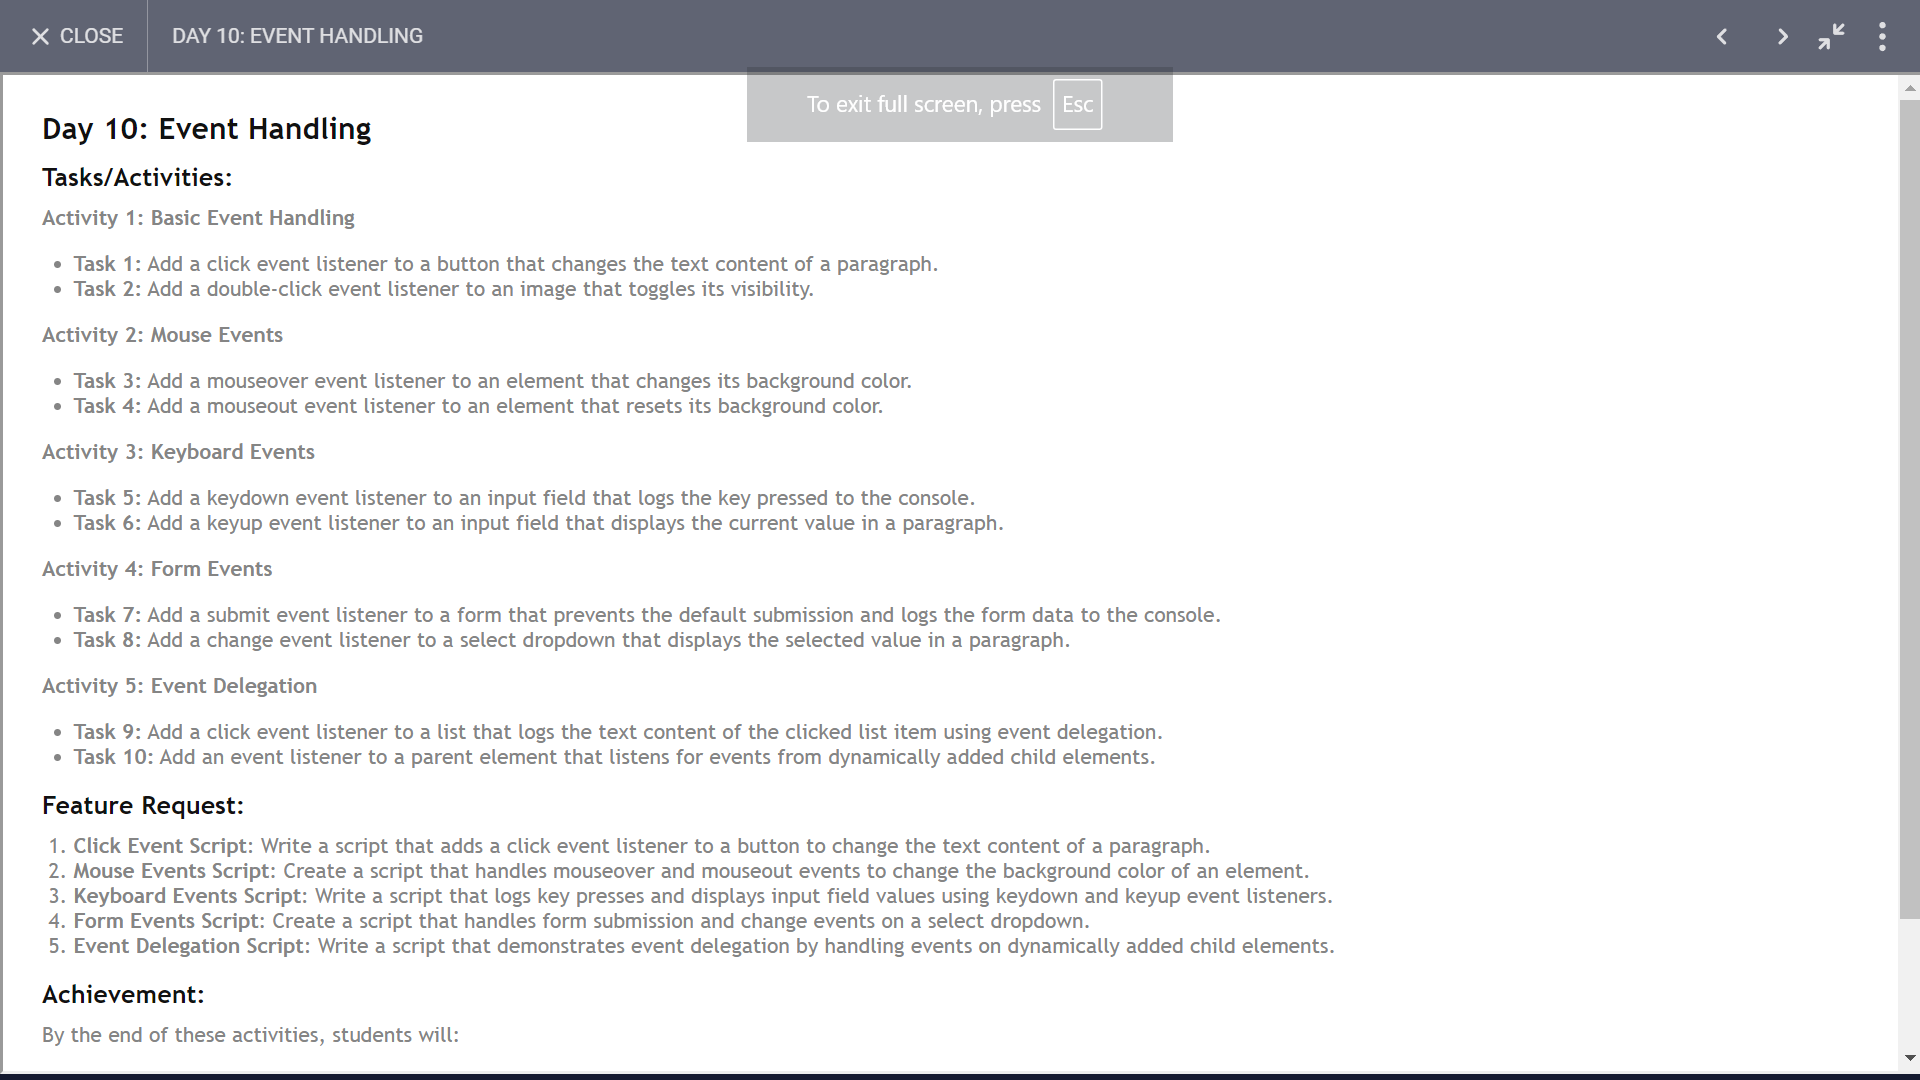 CLOSE
DAY 10: EVENT HANDLING
To exit full screen, press Esc
Day 10: Event Handling
Tasks/Activities:
Activity 1: Basic Event Handling
• Task 1: Add a click event listener to a button that changes the text content of a paragraph.
• Task 2: Add a double-click event listener to an image that toggles its visibility.
Activity 2: Mouse Events
• Task 3: Add a mouseover event listener to an element that changes its background color.
• Task 4: Add a mouseout event listener to an element that resets its background color.
Activity 3: Keyboard Events
• Task 5: Add a keydown event listener to an input field that logs the key pressed to the console.
• Task 6: Add a keyup event listener to an input field that displays the current value in a paragraph.
Activity 4: Form Events
• Task 7: Add a submit event listener to a form that prevents the default submission and logs the form data to the console.
• Task 8: Add a change event listener to a select dropdown that displays the selected value in a paragraph.
Activity 5: Event Delegation
• Task 9: Add a click event listener to a list that logs the text content of the clicked list item using event delegation.
• Task 10: Add an event listener to a parent element that listens for events from dynamically added child elements.
Feature Request:
1. Click Event Script: Write a script that adds a click event listener to a button to change the text content of a paragraph.
2. Mouse Events Script: Create a script that handles mouseover and mouseout events to change the background color of an element.
3. Keyboard Events Script: Write a script that logs key presses and displays input field values using keydown and keyup event listeners.
4. Form Events Script: Create a script that handles form submission and change events on a select dropdown.
5. Event Delegation Script: Write a script that demonstrates event delegation by handling events on dynamically added child elements.
Achievement:
By the end of these activities, students will: